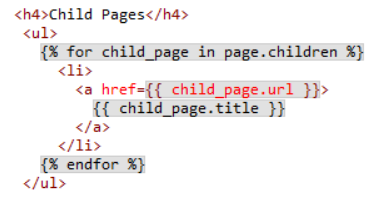 <h4>Child Pages</h4>
<ul>
{% for child_page in page.children %}
<li>
<a href={{ child_page.url }}>
{{ child_page.title }}
</a>
</li>
{% endfor %}
</ul>